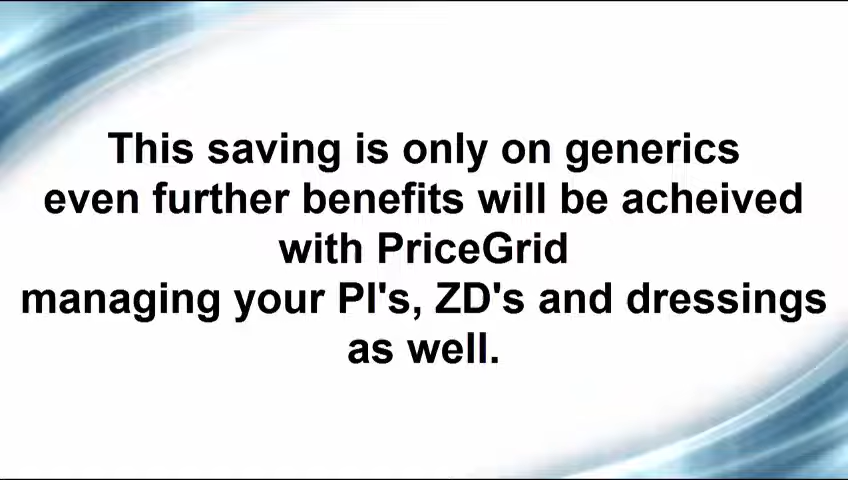 This saving is only on generics
even further benefits will be acheived
with PriceGrid
managing your PI's, ZD's and dressings
as well.